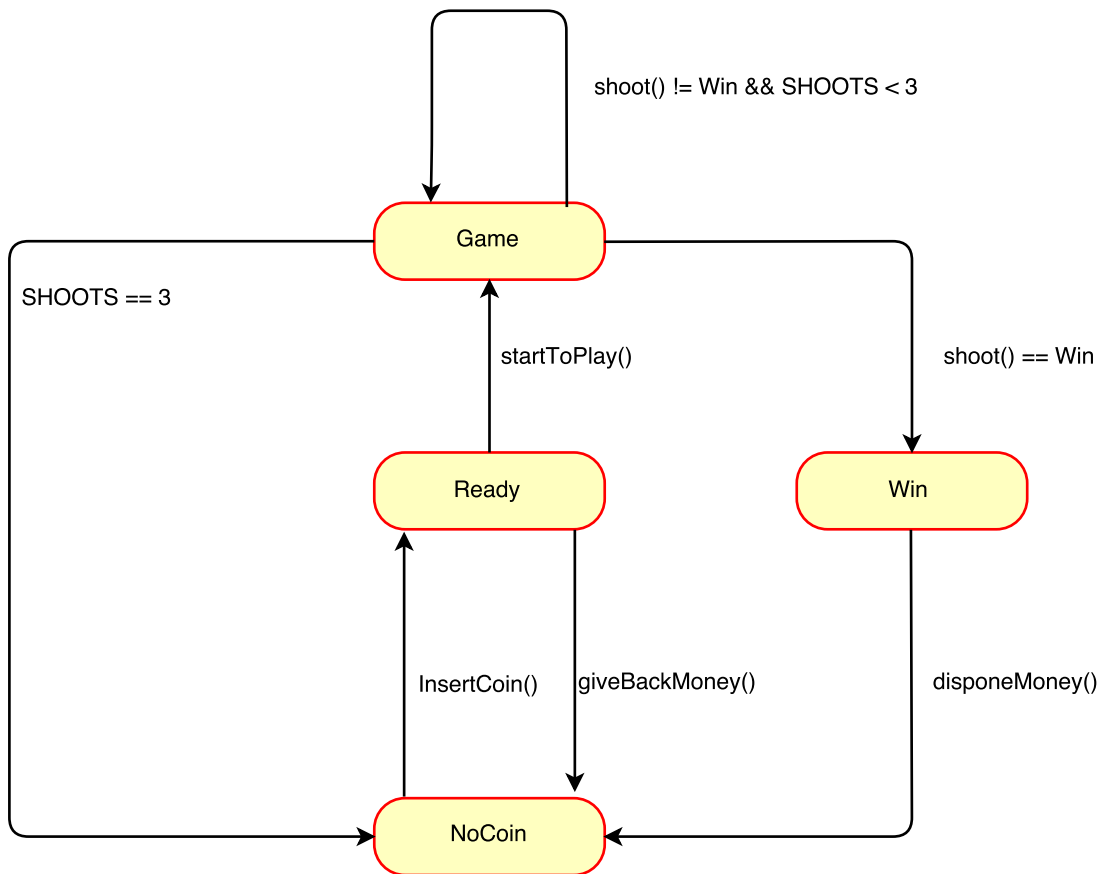 shoot() != Win && SHOOTS < 3
Game
SHOOTS == 3
startToPlay()
shoot() == Win
Ready
Win
InsertCoin()
giveBackMoney()
disponeMoney()
NoCoin